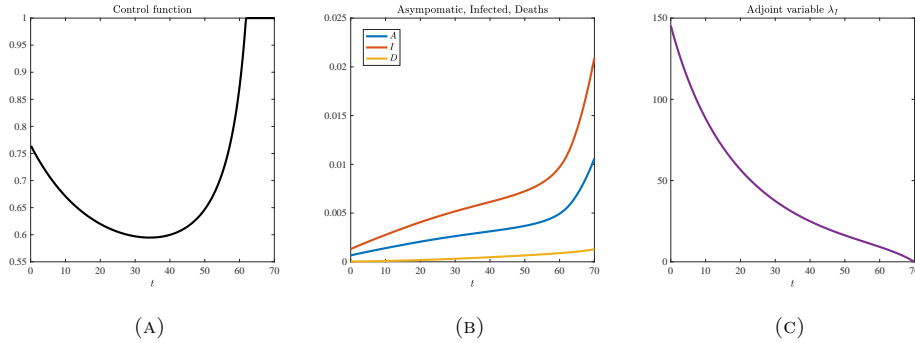 Control function
1
0.95
0.9
0.85
0.8
0.75
0.7
0.65
0.6
0.55
0 10 20 30 40 50 60 70
t
(A)
Asympomatic, Infected, Deaths
0.025
0.02
0.015
0.01
0.005
0
A
I
D
0 10 20 30 40 50 60 70
t
(B)
Adjoint variable λ_I
150
100
50
0
0 10 20 30 40 50 60 70
t
(C)